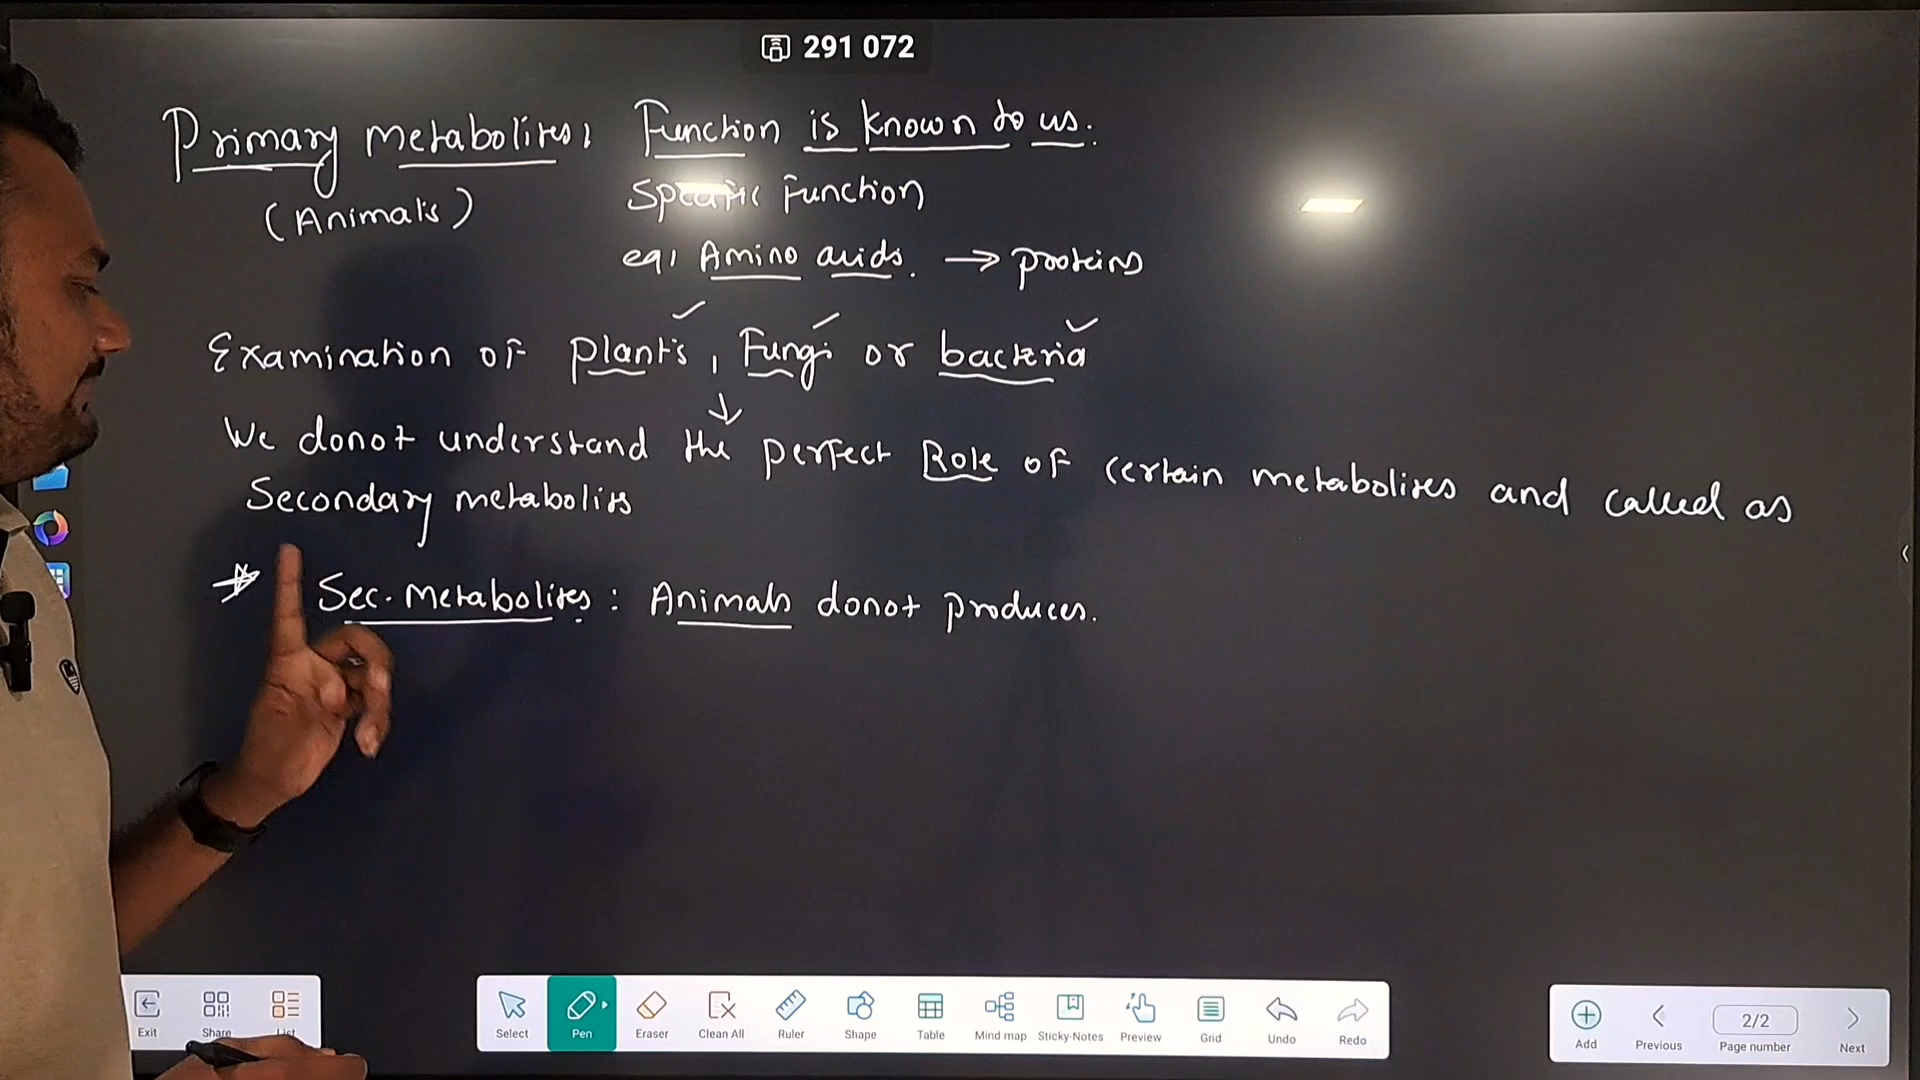 291 072
Primary metabolites: Function is known to us.
(Animals)
Specific Function
eg: Amino acids. → proteins
Examination of plants, Fungi or bacteria
↓
We donot understand the perfect Role of certain metabolites and called as
Secondary metabolits
Sec. Metabolites : Animals donot produces.
Exit
Share
List
Select
Pen
Eraser
Clean All
Ruler
Shape
Table
Mind map
Sticky-Notes
Preview
Grid
Undo
Redo
Add
Previous
2/2
Page number
Next